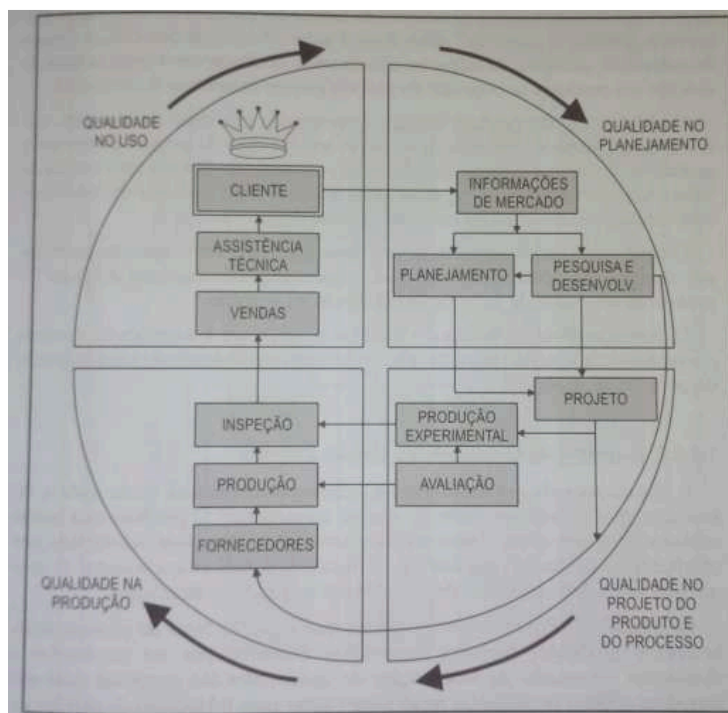 QUALIDADE
NO USO
CLIENTE
ASSISTÊNCIA
TÉCNICA
VENDAS
QUALIDADE NO
PLANEJAMENTO
INFORMAÇÕES
DE MERCADO
PLANEJAMENTO
PESQUISA E
DESENVOLV.
PROJETO
PRODUÇÃO
EXPERIMENTAL
AVALIAÇÃO
QUALIDADE NO
PROJETO DO
PRODUTO E
DO PROCESSO
INSPEÇÃO
PRODUÇÃO
FORNECEDORES
QUALIDADE NA
PRODUÇÃO